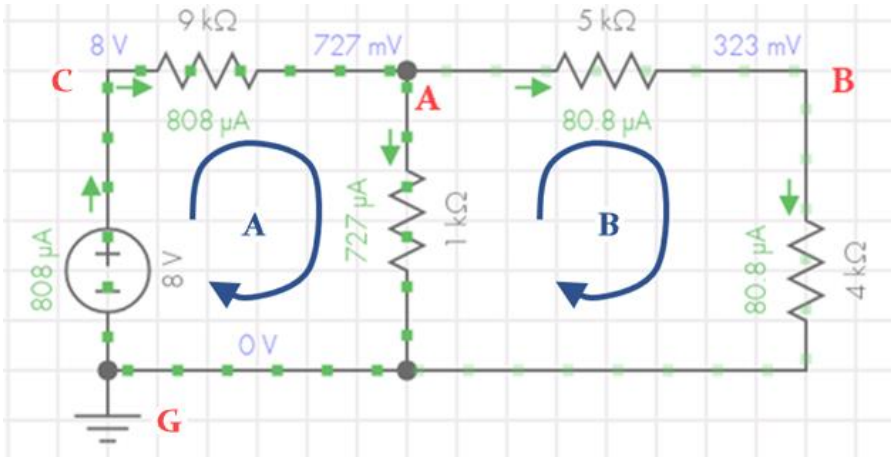 9 kΩ
5 kΩ
8 V
727 mV
323 mV
C
A
B
808 µA
80.8 µA
A
B
727 µA
1 kΩ
808 µA
8 V
80.8 µA
4 kΩ
0 V
G